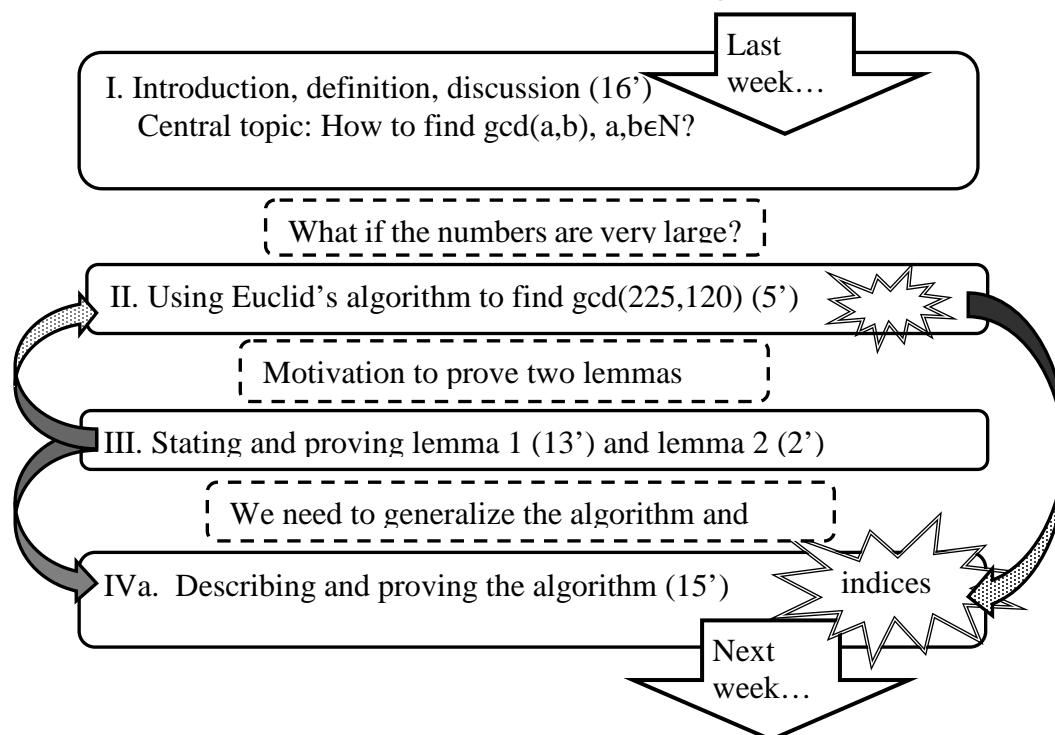 Last
week…
I. Introduction, definition, discussion (16’)
Central topic: How to find gcd(a,b), a,bϵN?
What if the numbers are very large?
II. Using Euclid’s algorithm to find gcd(225,120) (5’)
Motivation to prove two lemmas
III. Stating and proving lemma 1 (13’) and lemma 2 (2’)
We need to generalize the algorithm and
IVa.  Describing and proving the algorithm (15’)
indices
Next
week…